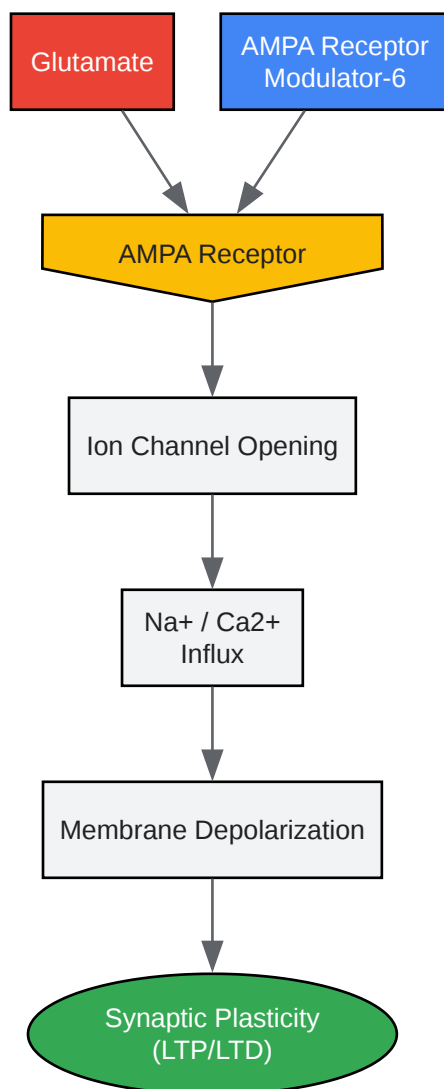 Glutamate
AMPA Receptor
Modulator-6
AMPA Receptor
Ion Channel Opening
Na+ / Ca2+
Influx
Membrane Depolarization
Synaptic Plasticity
(LTP/LTD)